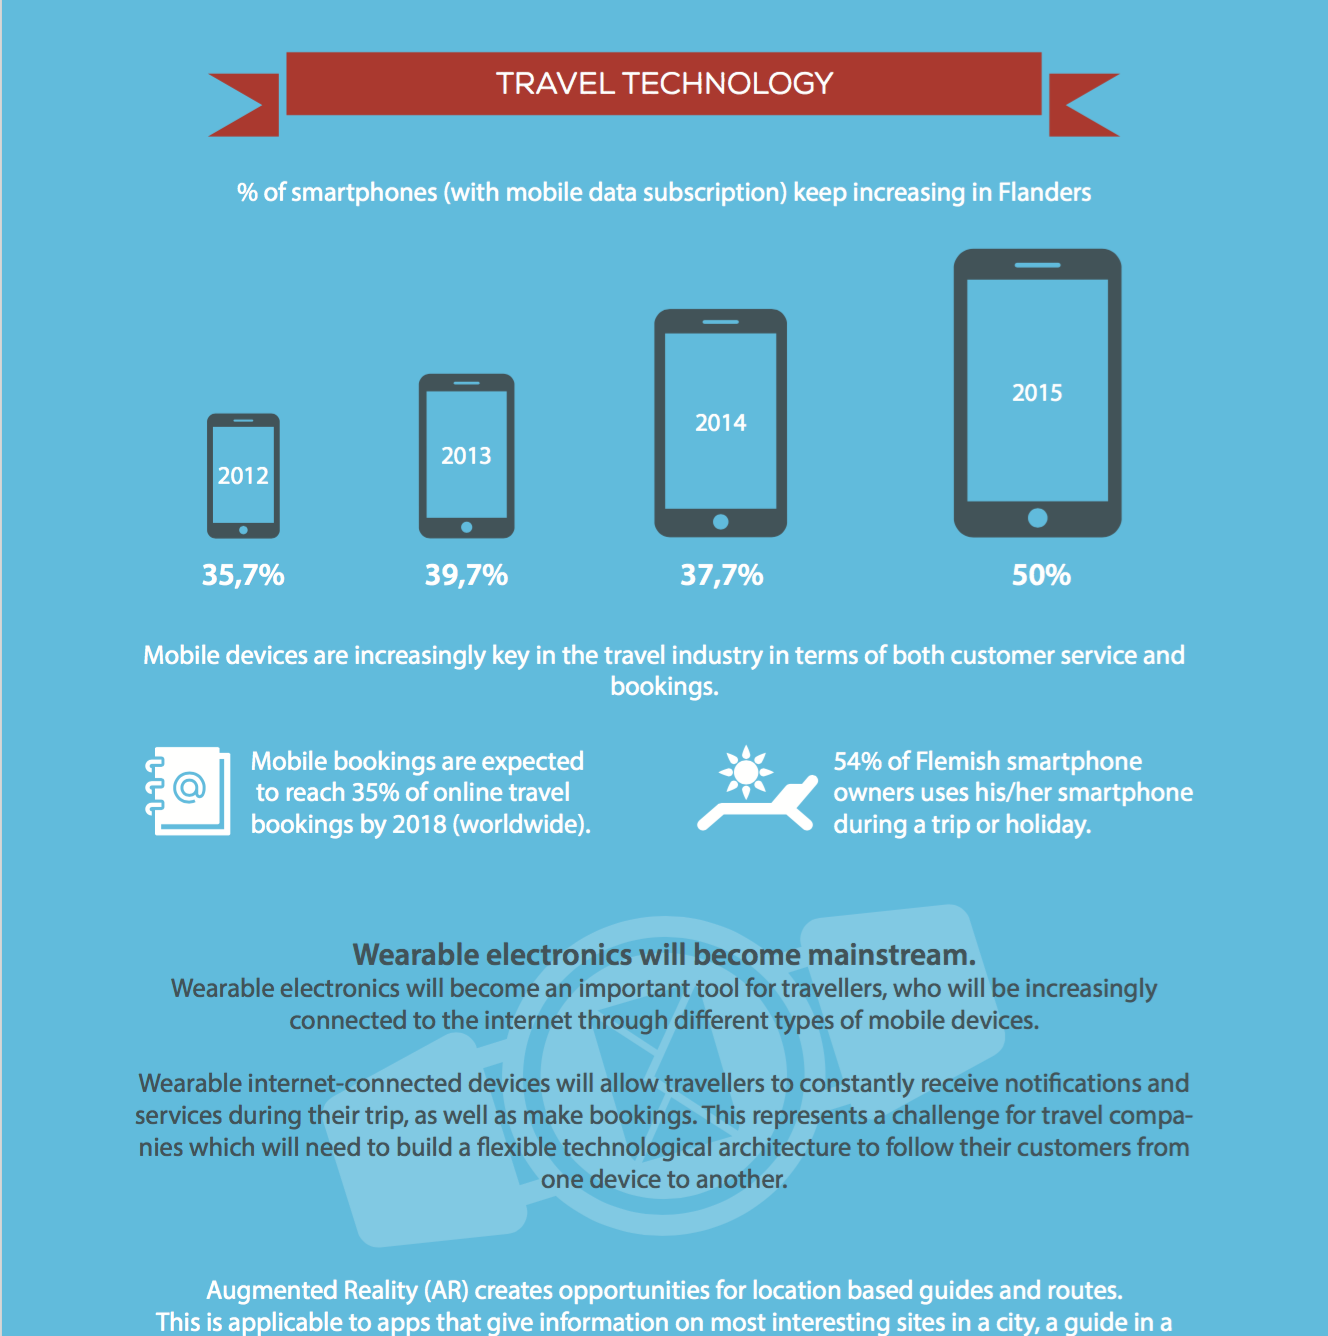 TRAVEL TECHNOLOGY
% of smartphones (with mobile data subscription) keep increasing in Flanders
2012
2013
2014
2015
35,7%
39,7%
37,7%
50%
Mobile devices are increasingly key in the travel industry in terms of both customer service and
bookings.
Mobile bookings are expected
to reach 35% of online travel
bookings by 2018 (worldwide).
54% of Flemish smartphone
owners uses his/her smartphone
during a trip or holiday.
Wearable electronics will become mainstream.
Wearable electronics will become an important tool for travellers, who will be increasingly
connected to the internet through different types of mobile devices.
Wearable internet-connected devices will allow travellers to constantly receive notifications and
services during their trip, as well as make bookings. This represents a challenge for travel compa-
nies which will need to build a flexible technological architecture to follow their customers from
one device to another.
Augmented Reality (AR) creates opportunities for location based guides and routes.
This is applicable to apps that give information on most interesting sites in a city, a guide in a